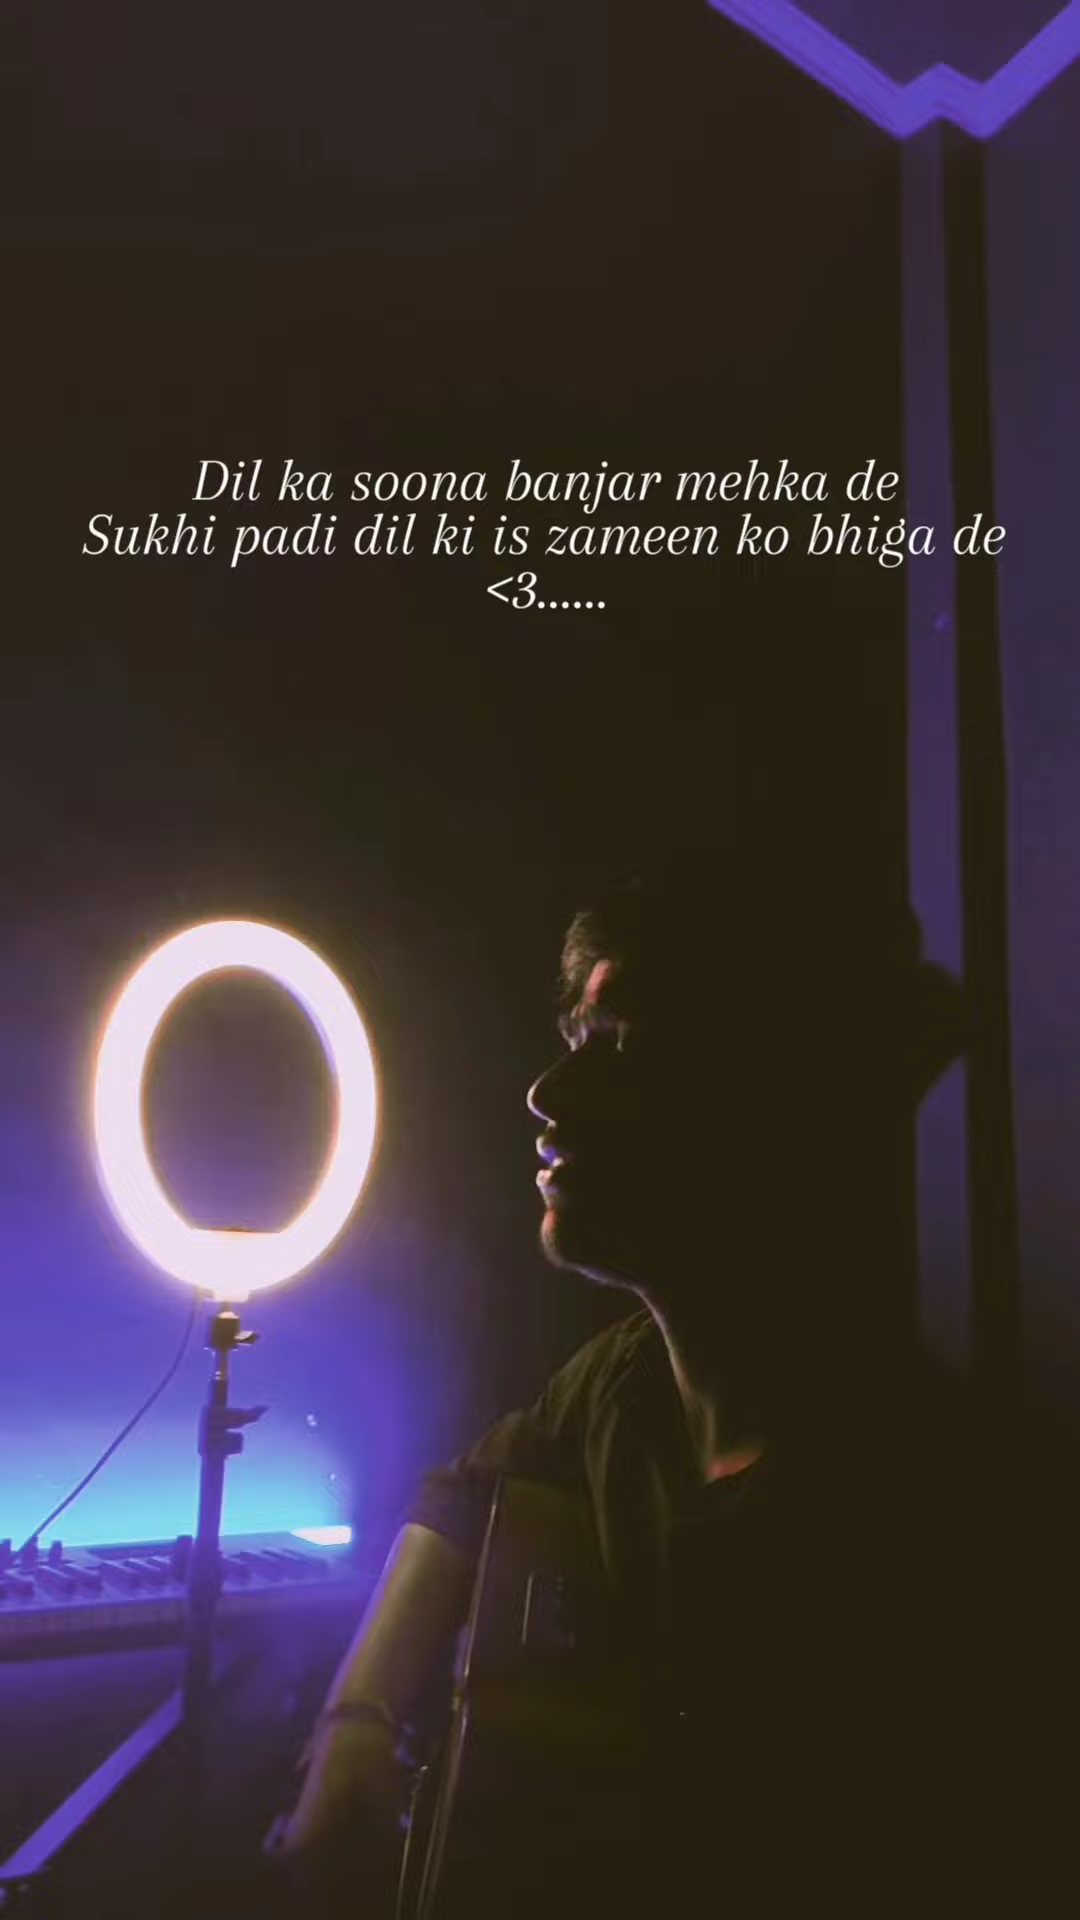 Dil ka soona banjar mehka de
Sukhi padi dil ki is zameen ko bhiga de
<3......